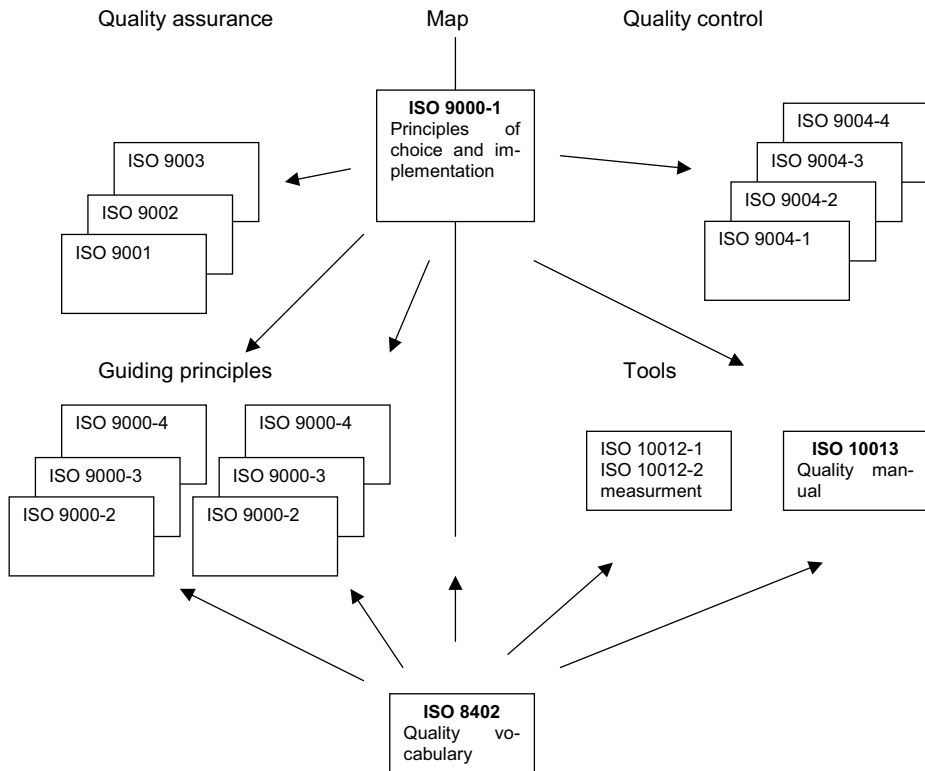 Quality assurance
Map
Quality control
ISO 9000-1
Principles of
choice and im-
plementation
ISO 9003
ISO 9002
ISO 9001
ISO 9004-4
ISO 9004-3
ISO 9004-2
ISO 9004-1
Guiding principles
Tools
ISO 9000-4
ISO 9000-3
ISO 9000-2
ISO 9000-4
ISO 9000-3
ISO 9000-2
ISO 10012-1
ISO 10012-2
measurment
ISO 10013
Quality man-
ual
ISO 8402
Quality vo-
cabulary